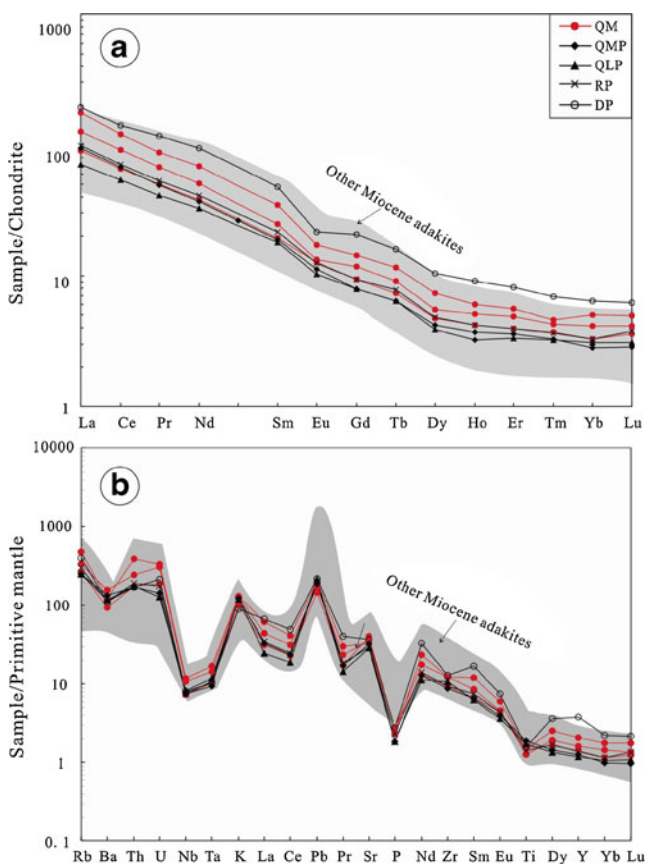 1000
a
QM
QMP
QLP
RP
DP
100
10
1
Sample/Chondrite
Other Miocene adakites
La Ce Pr Nd Sm Eu Gd Tb Dy Ho Er Tm Yb Lu
10000
b
1000
100
10
1
0. 1
Sample/Primitive mantle
Other Miocene adakites
Rb Ba Th U Nb Ta K La Ce Pb Pr Sr P Nd Zr Sm Eu Ti Dy Y Yb Lu